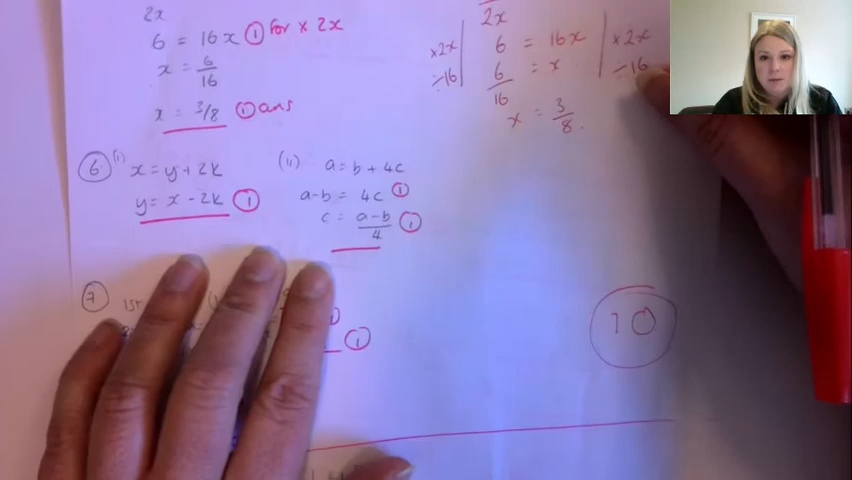 2x
6 = 16x ① for × 2x
x = 6/16
x = 3/8 ① ans
2x
×2x | 6 = 16x | ×2x
÷16 | 6/16 = x | ÷16
x = 3/8.
⑥ (i) x = y + 2k
y = x - 2k ①
(ii) a = b + 4c
a-b = 4c ①
c = a-b/4 ①
⑦ 1st
①
10